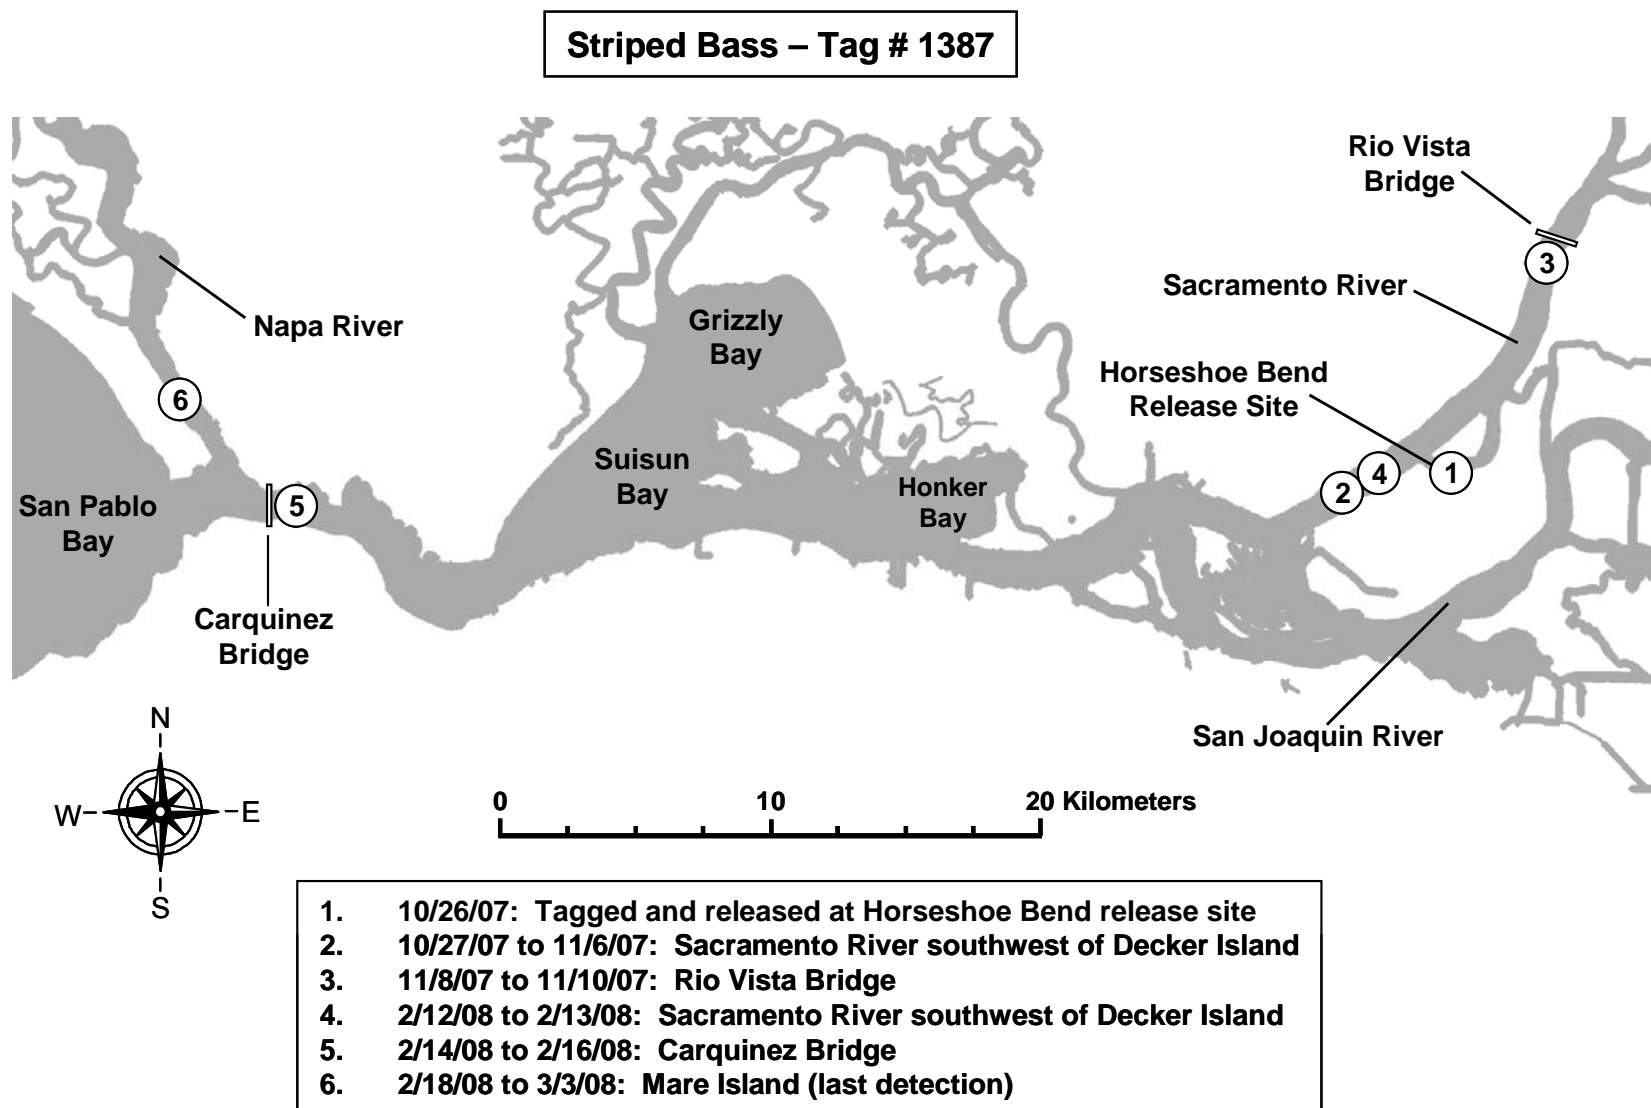 Striped Bass – Tag # 1387
Rio Vista
Bridge
3
Sacramento River
Napa River
Grizzly
Bay
Horseshoe Bend
Release Site
6
Suisun
Bay
Honker
Bay
2
4
1
San Pablo
Bay
5
Carquinez
Bridge
San Joaquin River
N
W
E
S
0
10
20 Kilometers
1. 10/26/07: Tagged and released at Horseshoe Bend release site
2. 10/27/07 to 11/6/07: Sacramento River southwest of Decker Island
3. 11/8/07 to 11/10/07: Rio Vista Bridge
4. 2/12/08 to 2/13/08: Sacramento River southwest of Decker Island
5. 2/14/08 to 2/16/08: Carquinez Bridge
6. 2/18/08 to 3/3/08: Mare Island (last detection)